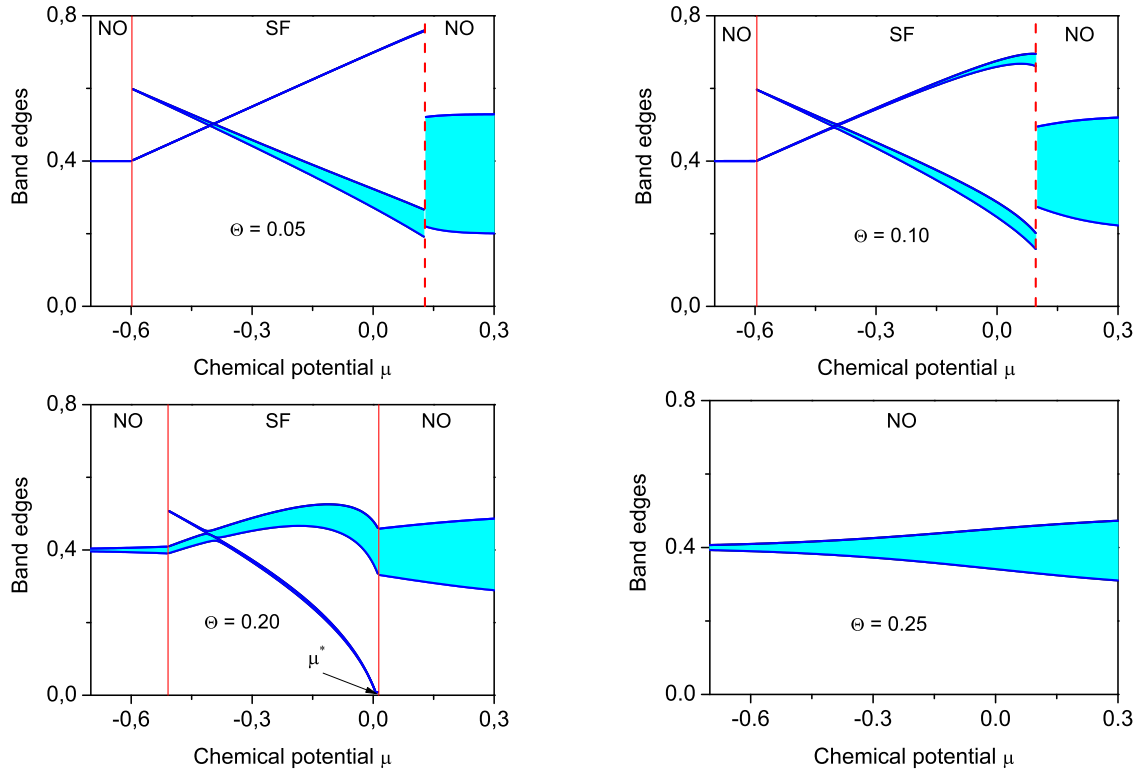 0,8
NO
SF
NO
0,4
0,0
Band edges
Θ = 0.05
-0,6
-0,3
0,0
0,3
Chemical potential μ
0,8
NO
SF
NO
0,4
0,0
Band edges
Θ = 0.10
-0,6
-0,3
0,0
0,3
Chemical potential μ
0,8
NO
SF
NO
0,4
0,0
Band edges
Θ = 0.20
μ*
-0,6
-0,3
0,0
0,3
Chemical potential μ
0.8
NO
0.4
0.0
Band edges
Θ = 0.25
-0.6
-0.3
0.0
0.3
Chemical potential μ